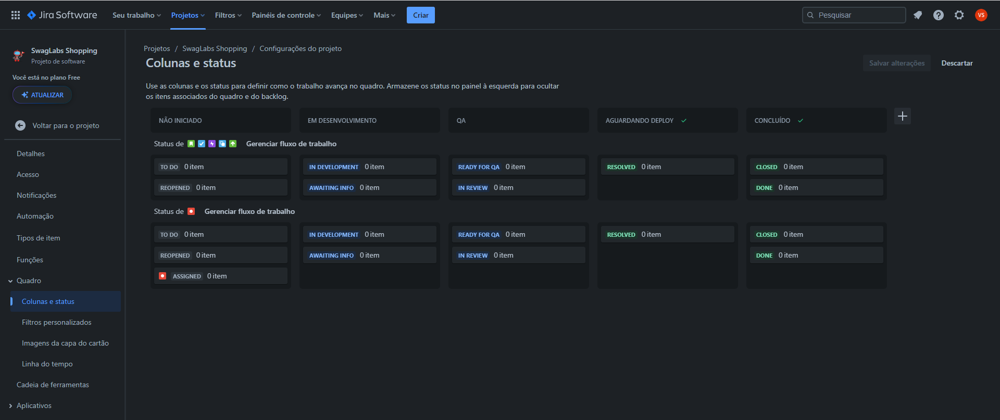 Jira Software
Seu trabalho
Projetos
Filtros
Painéis de controle
Equipes
Mais
Criar
Pesquisar
VS
SwagLabs Shopping
Projeto de software
Você está no plano Free
ATUALIZAR
Voltar para o projeto
Detalhes
Acesso
Notificações
Automação
Tipos de item
Funções
Quadro
Colunas e status
Filtros personalizados
Imagens da capa do cartão
Linha do tempo
Cadeia de ferramentas
Aplicativos
Projetos / SwagLabs Shopping / Configurações do projeto
Colunas e status
Salvar alterações
Descartar
Use as colunas e os status para definir como o trabalho avança no quadro. Armazene os status no painel à esquerda para ocultar
os itens associados do quadro e do backlog.
NÃO INICIADO
EM DESENVOLVIMENTO
QA
AGUARDANDO DEPLOY
CONCLUÍDO
Status de
Gerenciar fluxo de trabalho
TO DO 0 item
IN DEVELOPMENT 0 item
READY FOR QA 0 item
RESOLVED 0 item
CLOSED 0 item
REOPENED 0 item
AWAITING INFO 0 item
IN REVIEW 0 item
DONE 0 item
Status de
Gerenciar fluxo de trabalho
TO DO 0 item
IN DEVELOPMENT 0 item
READY FOR QA 0 item
RESOLVED 0 item
CLOSED 0 item
REOPENED 0 item
AWAITING INFO 0 item
IN REVIEW 0 item
DONE 0 item
ASSIGNED 0 item